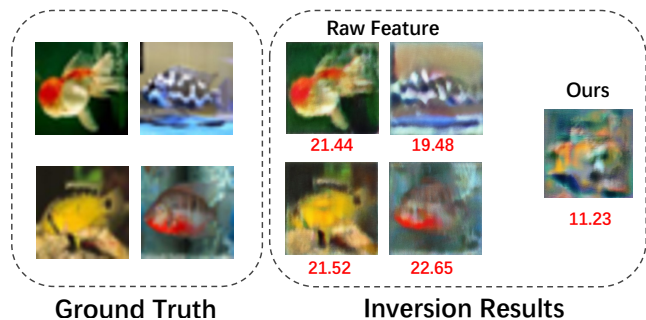 Raw Feature
Ours
21.44
19.48
11.23
21.52
22.65
Ground Truth
Inversion Results